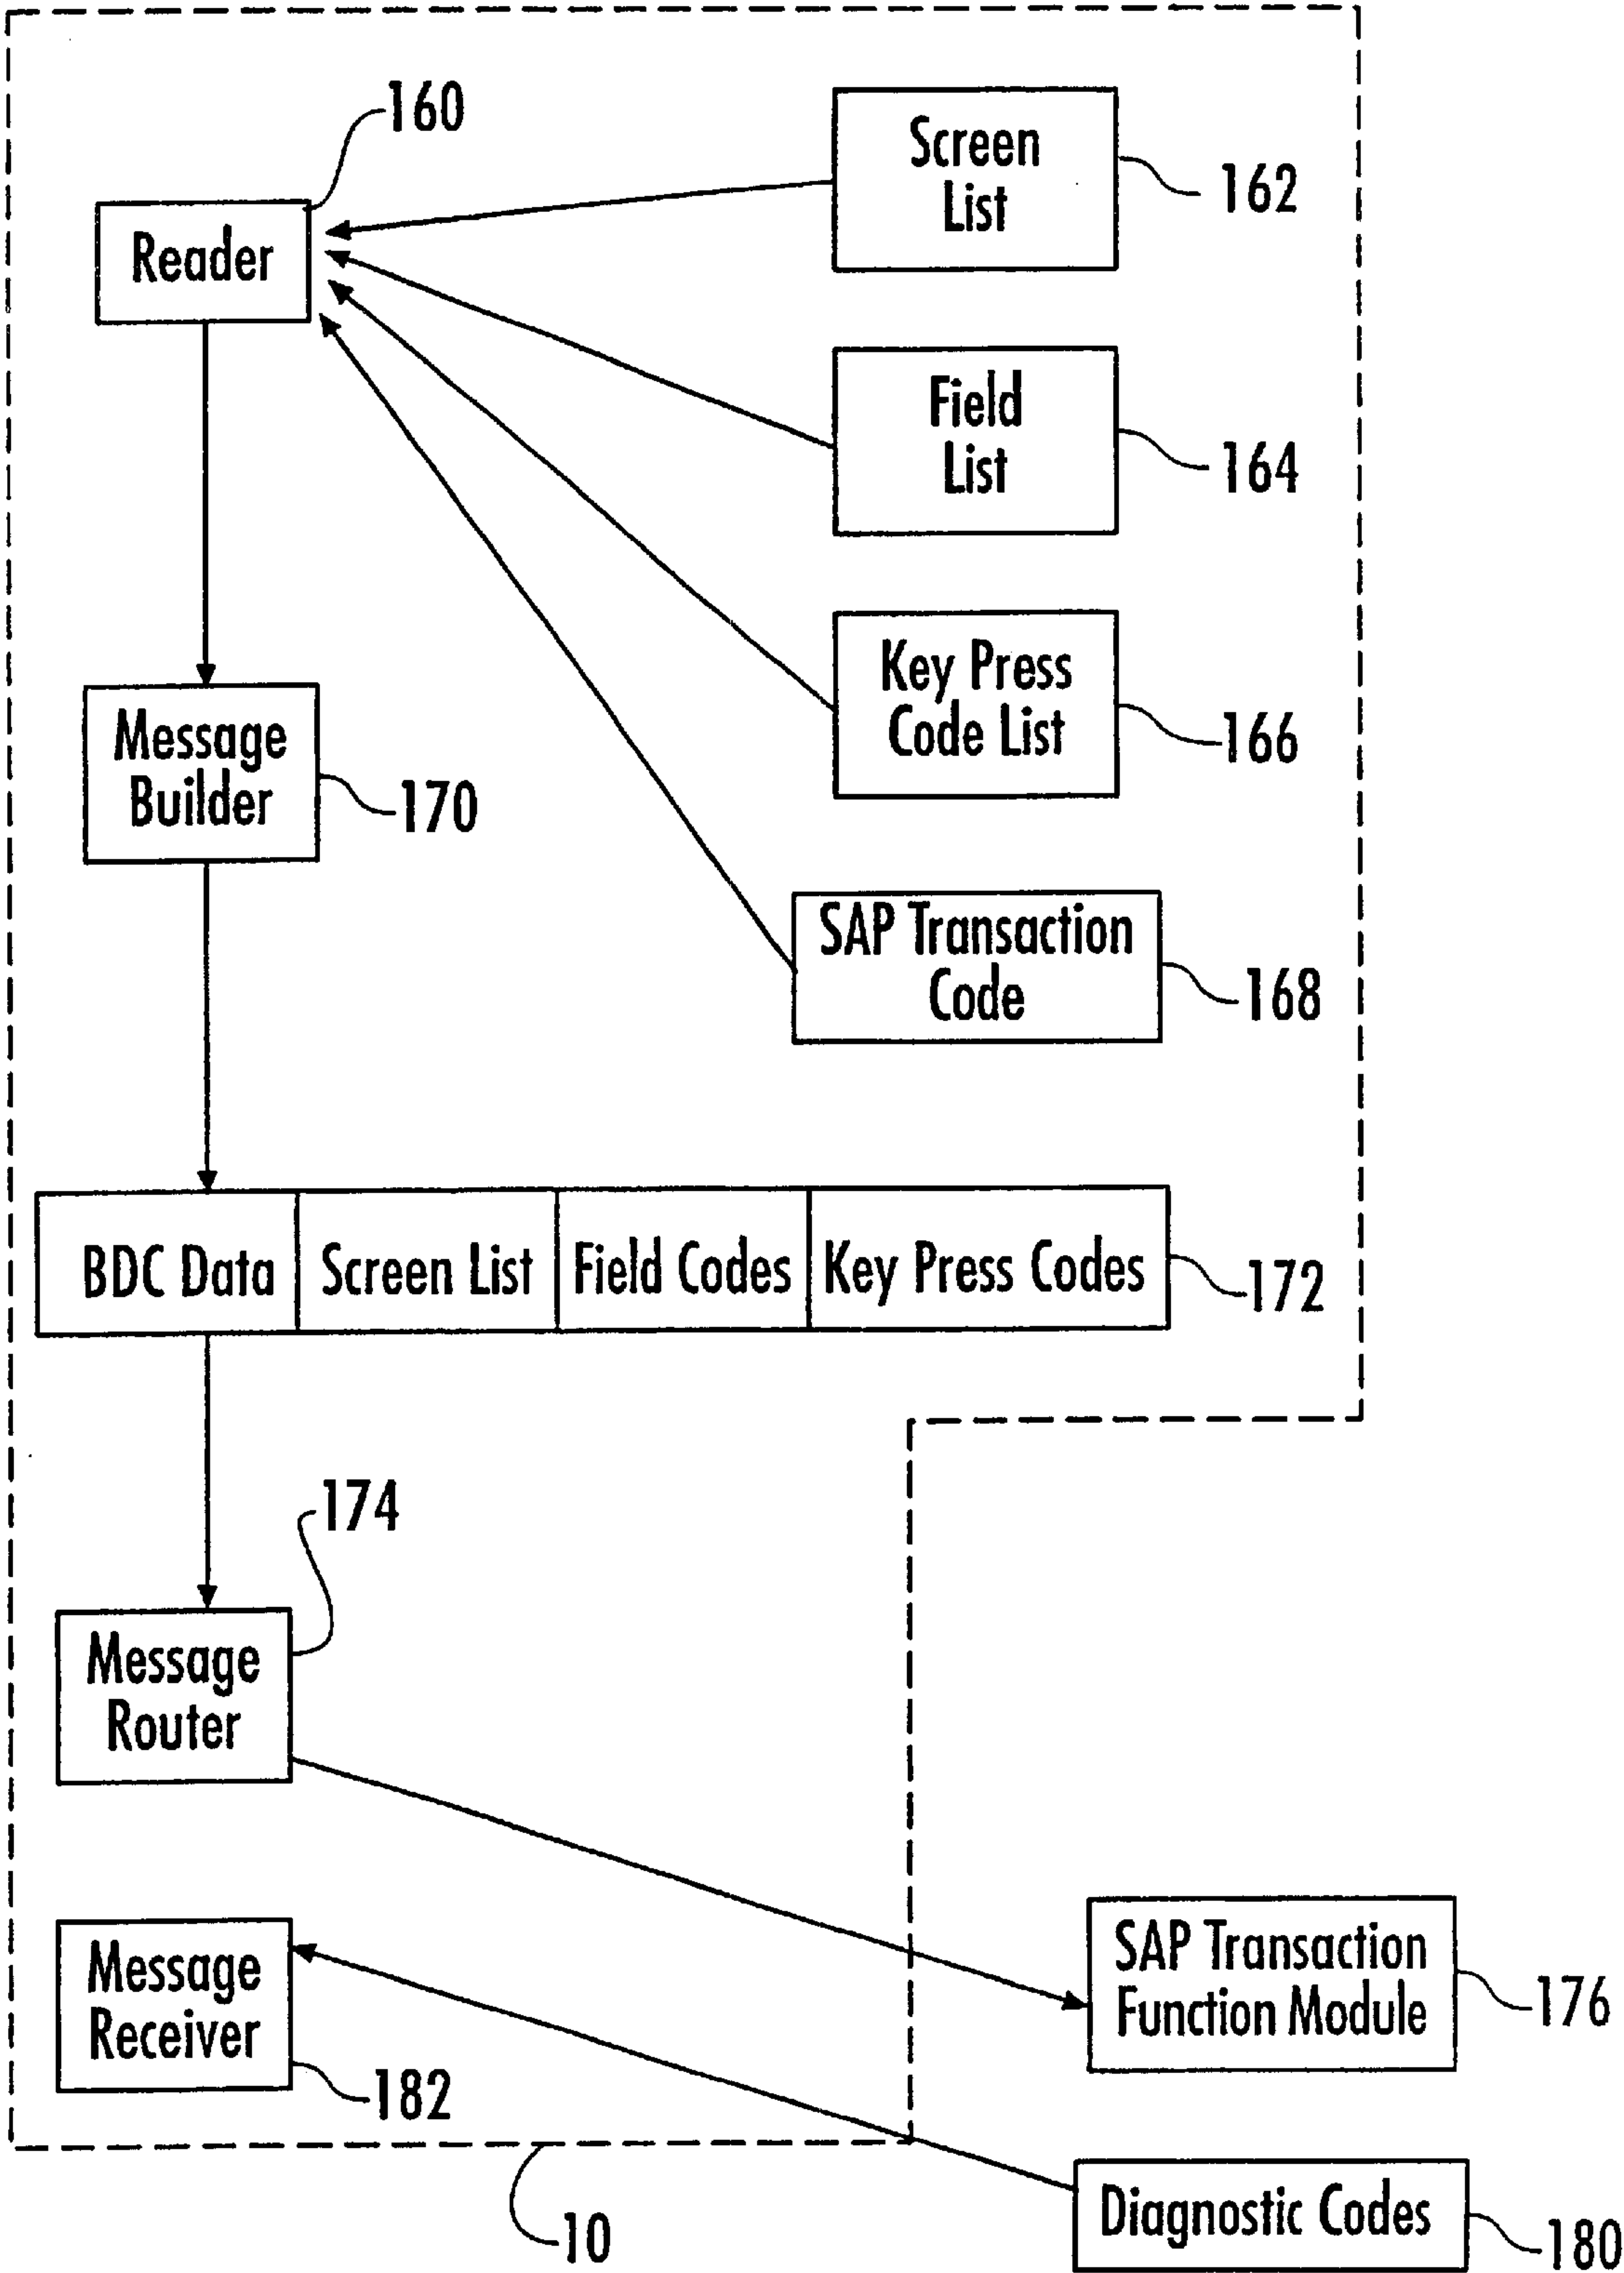 160
Screen
List
162
Reader
Field
List
164
Key Press
Code List
166
Message
Builder
170
SAP Transaction
Code
168
BDC Data Screen List Field Codes Key Press Codes
172
174
Message
Router
SAP Transaction
Function Module
176
Message
Receiver
182
10
Diagnostic Codes
180